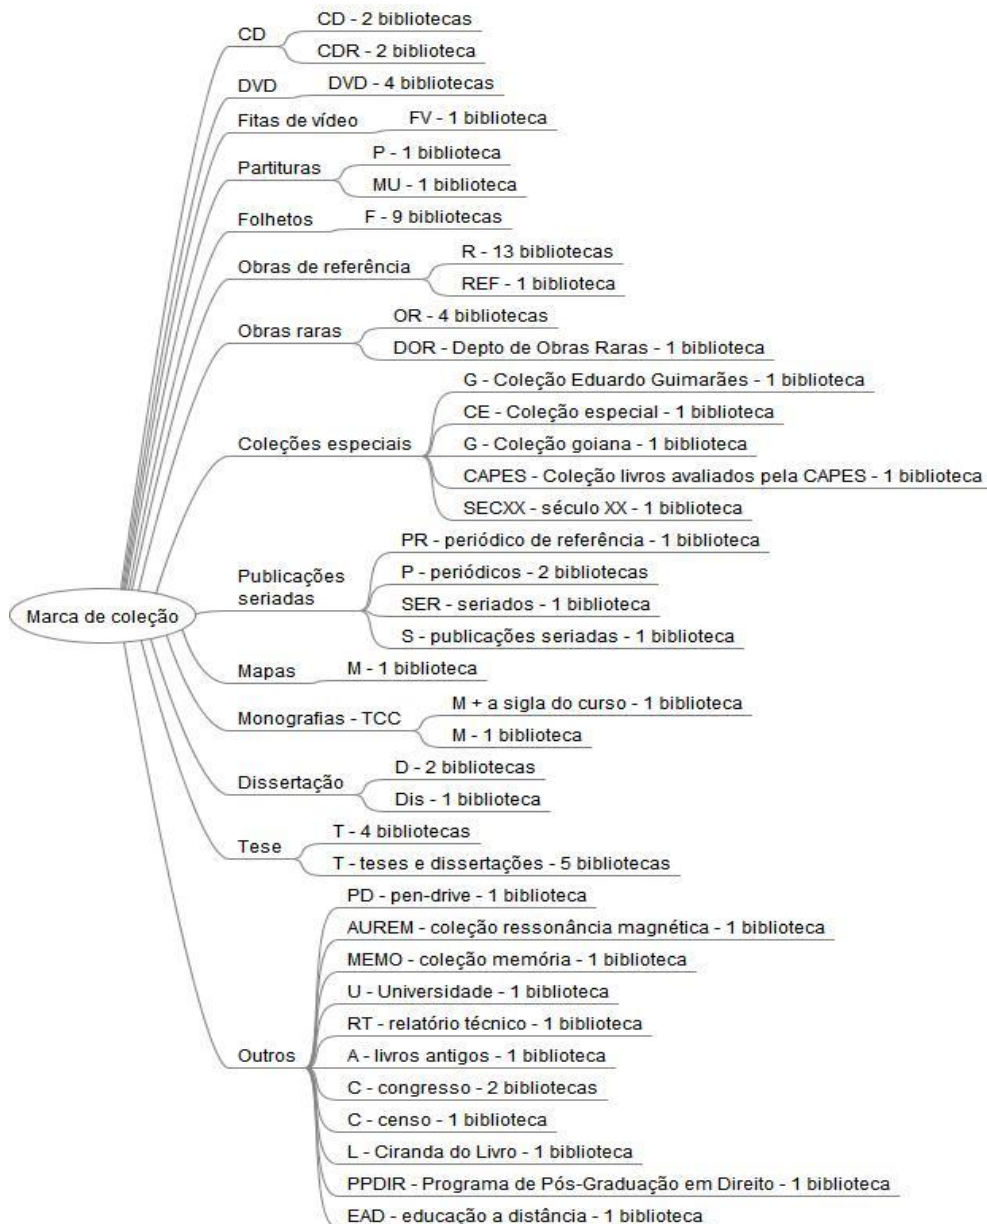 Marca de coleção
CD
CD - 2 bibliotecas
CDR - 2 biblioteca
DVD
DVD - 4 bibliotecas
Fitas de vídeo
FV - 1 biblioteca
Partituras
P - 1 biblioteca
MU - 1 biblioteca
Folhetos
F - 9 bibliotecas
Obras de referência
R - 13 bibliotecas
REF - 1 biblioteca
Obras raras
OR - 4 bibliotecas
DOR - Depto de Obras Raras - 1 biblioteca
Coleções especiais
G - Coleção Eduardo Guimarães - 1 biblioteca
CE - Coleção especial - 1 biblioteca
G - Coleção goiana - 1 biblioteca
CAPES - Coleção livros avaliados pela CAPES - 1 biblioteca
SECXX - século XX - 1 biblioteca
Publicações
seriadas
PR - periódico de referência - 1 biblioteca
P - periódicos - 2 bibliotecas
SER - seriados - 1 biblioteca
S - publicações seriadas - 1 biblioteca
Mapas
M - 1 biblioteca
Monografias - TCC
M + a sigla do curso - 1 biblioteca
M - 1 biblioteca
Dissertação
D - 2 bibliotecas
Dis - 1 biblioteca
Tese
T - 4 bibliotecas
T - teses e dissertações - 5 bibliotecas
Outros
PD - pen-drive - 1 biblioteca
AUREM - coleção ressonância magnética - 1 biblioteca
MEMO - coleção memória - 1 biblioteca
U - Universidade - 1 biblioteca
RT - relatório técnico - 1 biblioteca
A - livros antigos - 1 biblioteca
C - congresso - 2 bibliotecas
C - censo - 1 biblioteca
L - Ciranda do Livro - 1 biblioteca
PPDIR - Programa de Pós-Graduação em Direito - 1 biblioteca
EAD - educação a distância - 1 biblioteca